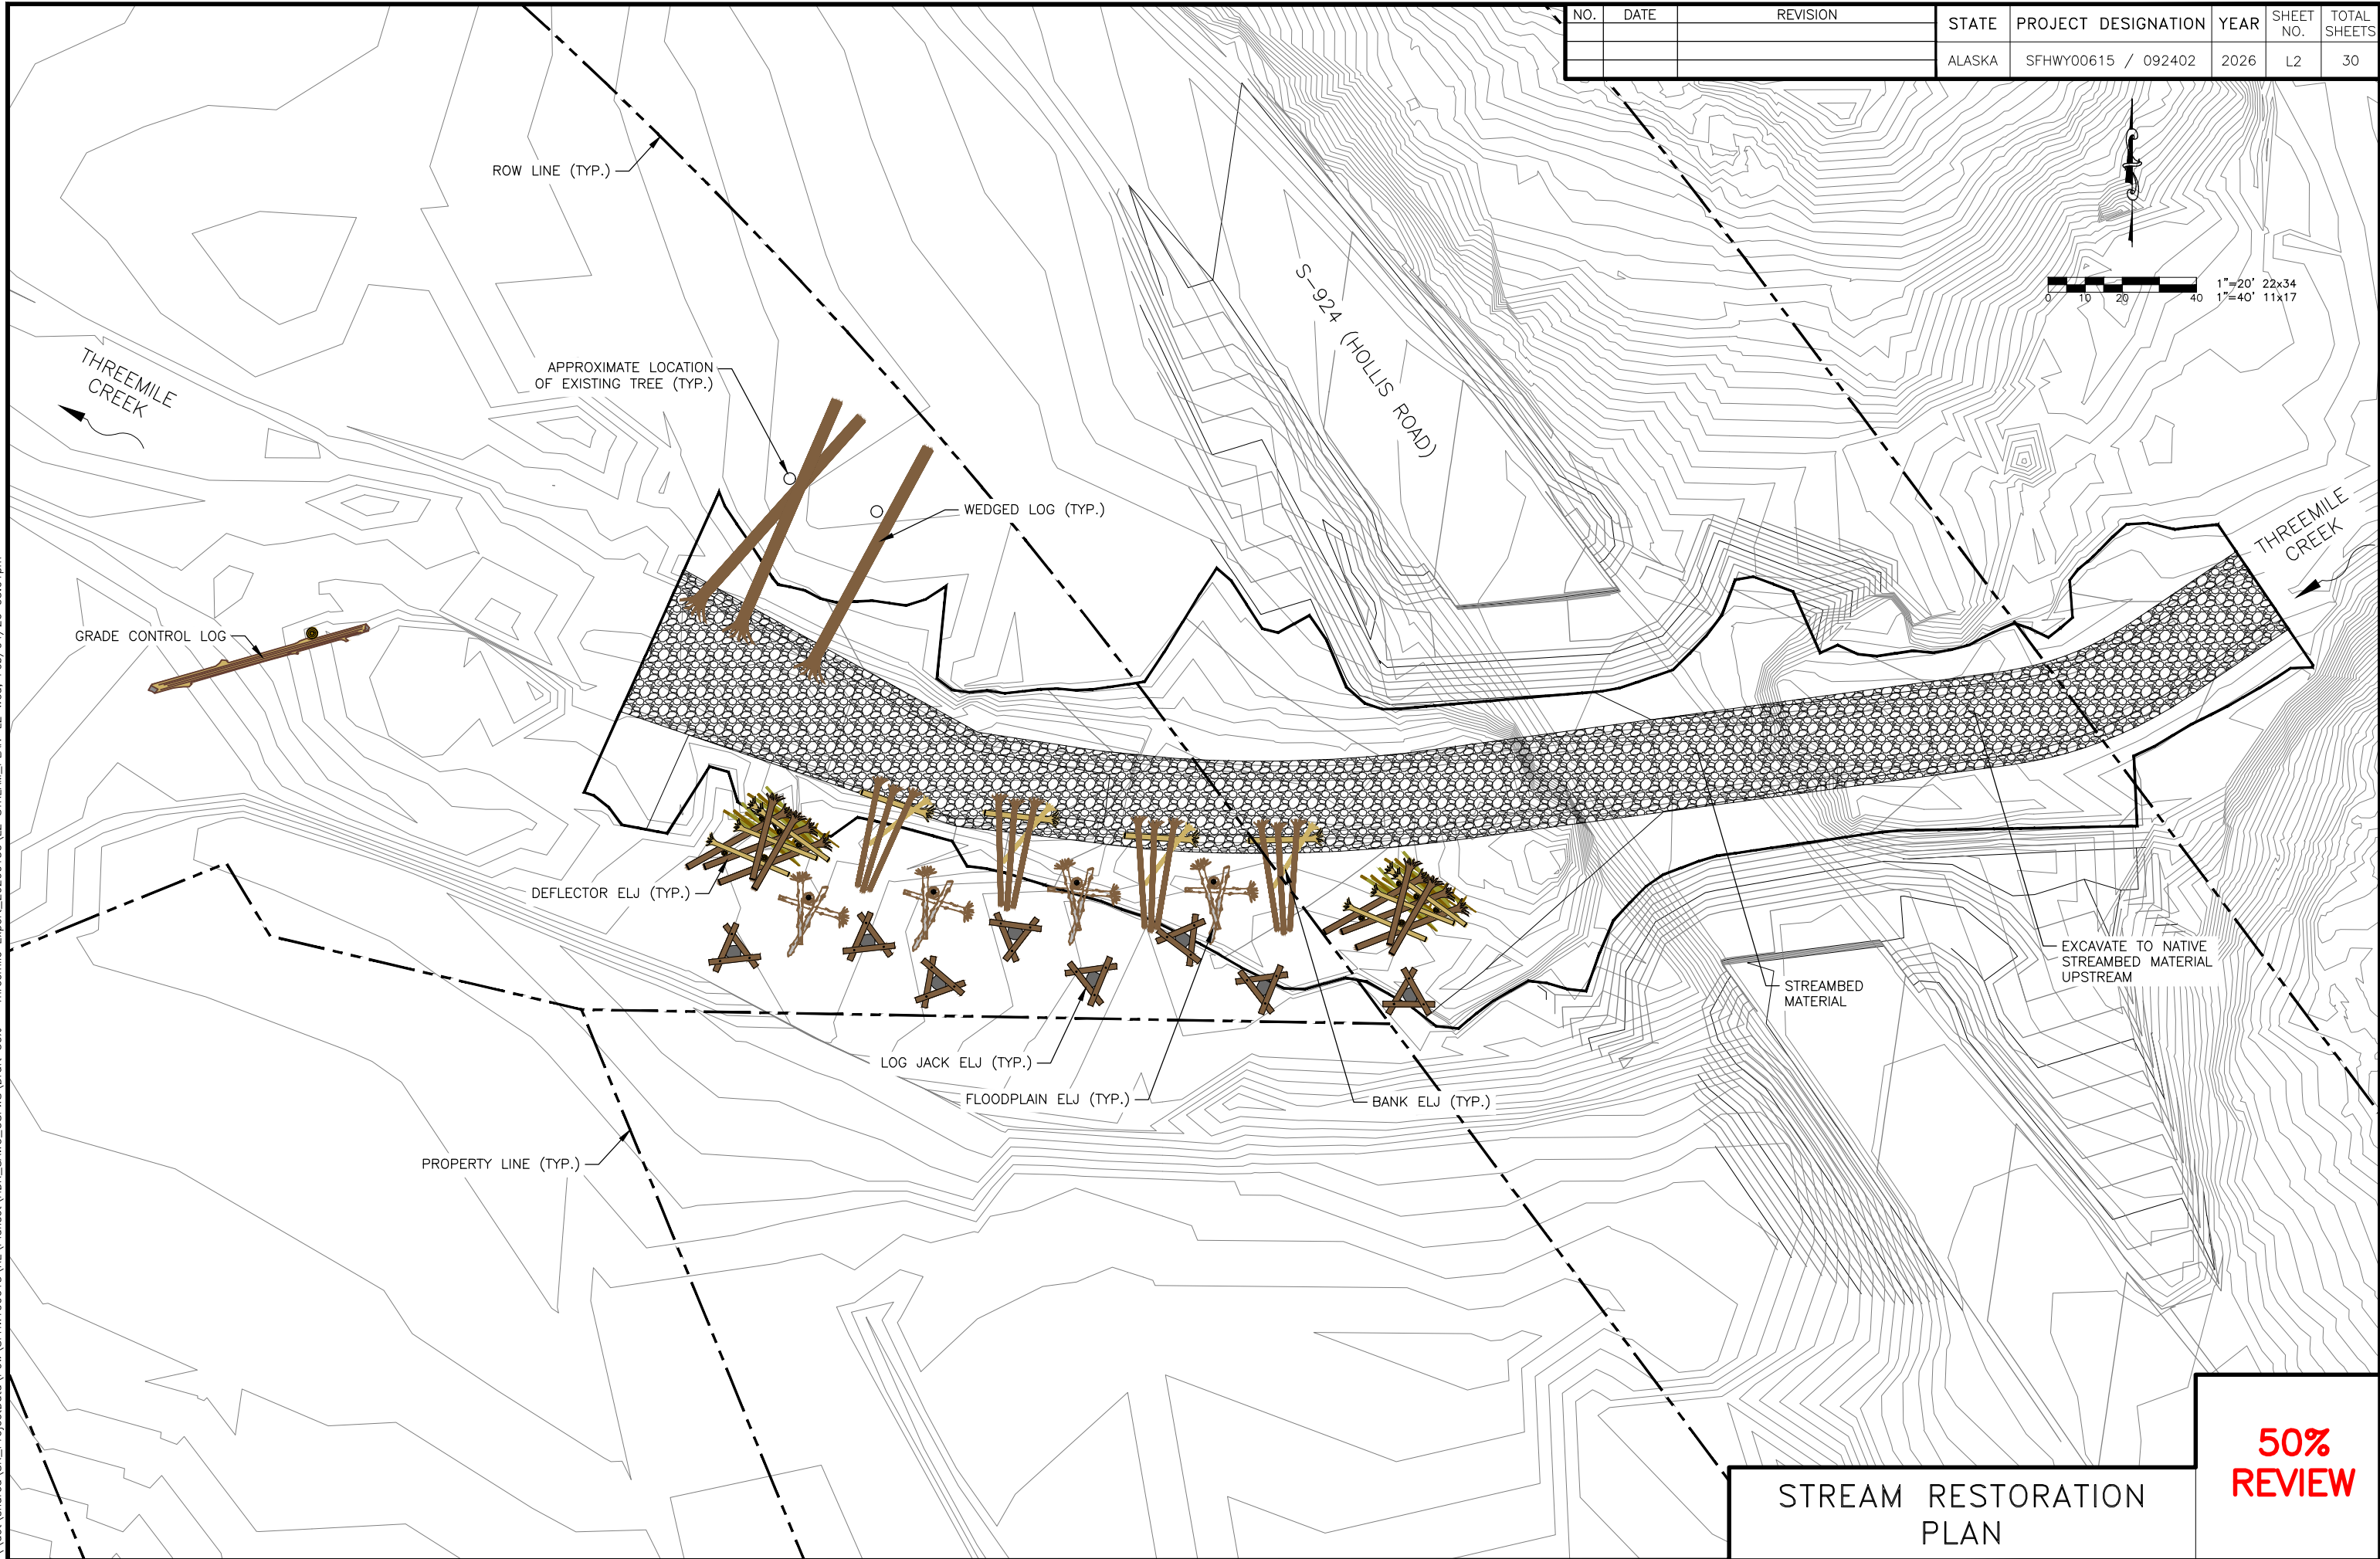 NO. DATE REVISION
STATE PROJECT DESIGNATION YEAR SHEET NO. TOTAL SHEETS
ALASKA SFHWY00615 / 092402 2026 L2 30
ROW LINE (TYP.)
S-924 (HOLLIS ROAD)
1"=20' 22x34
0 10 20 40 1"=40' 11x17
THREEMILE
CREEK
APPROXIMATE LOCATION
OF EXISTING TREE (TYP.)
WEDGED LOG (TYP.)
THREEMILE
CREEK
GRADE CONTROL LOG
DEFLECTOR ELJ (TYP.)
EXCAVATE TO NATIVE
STREAMBED MATERIAL
UPSTREAM
STREAMBED
MATERIAL
LOG JACK ELJ (TYP.)
FLOODPLAIN ELJ (TYP.)
BANK ELJ (TYP.)
PROPERTY LINE (TYP.)
50%
REVIEW
STREAM RESTORATION
PLAN